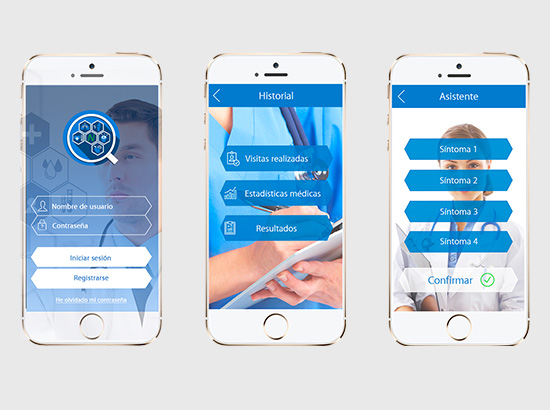 Nombre de usuario
Contraseña
Iniciar sesión
Registrarse
He olvidado mi contraseña
Historial
Visitas realizadas
Estadísticas médicas
Resultados
Asistente
Síntoma 1
Síntoma 2
Síntoma 3
Síntoma 4
Confirmar